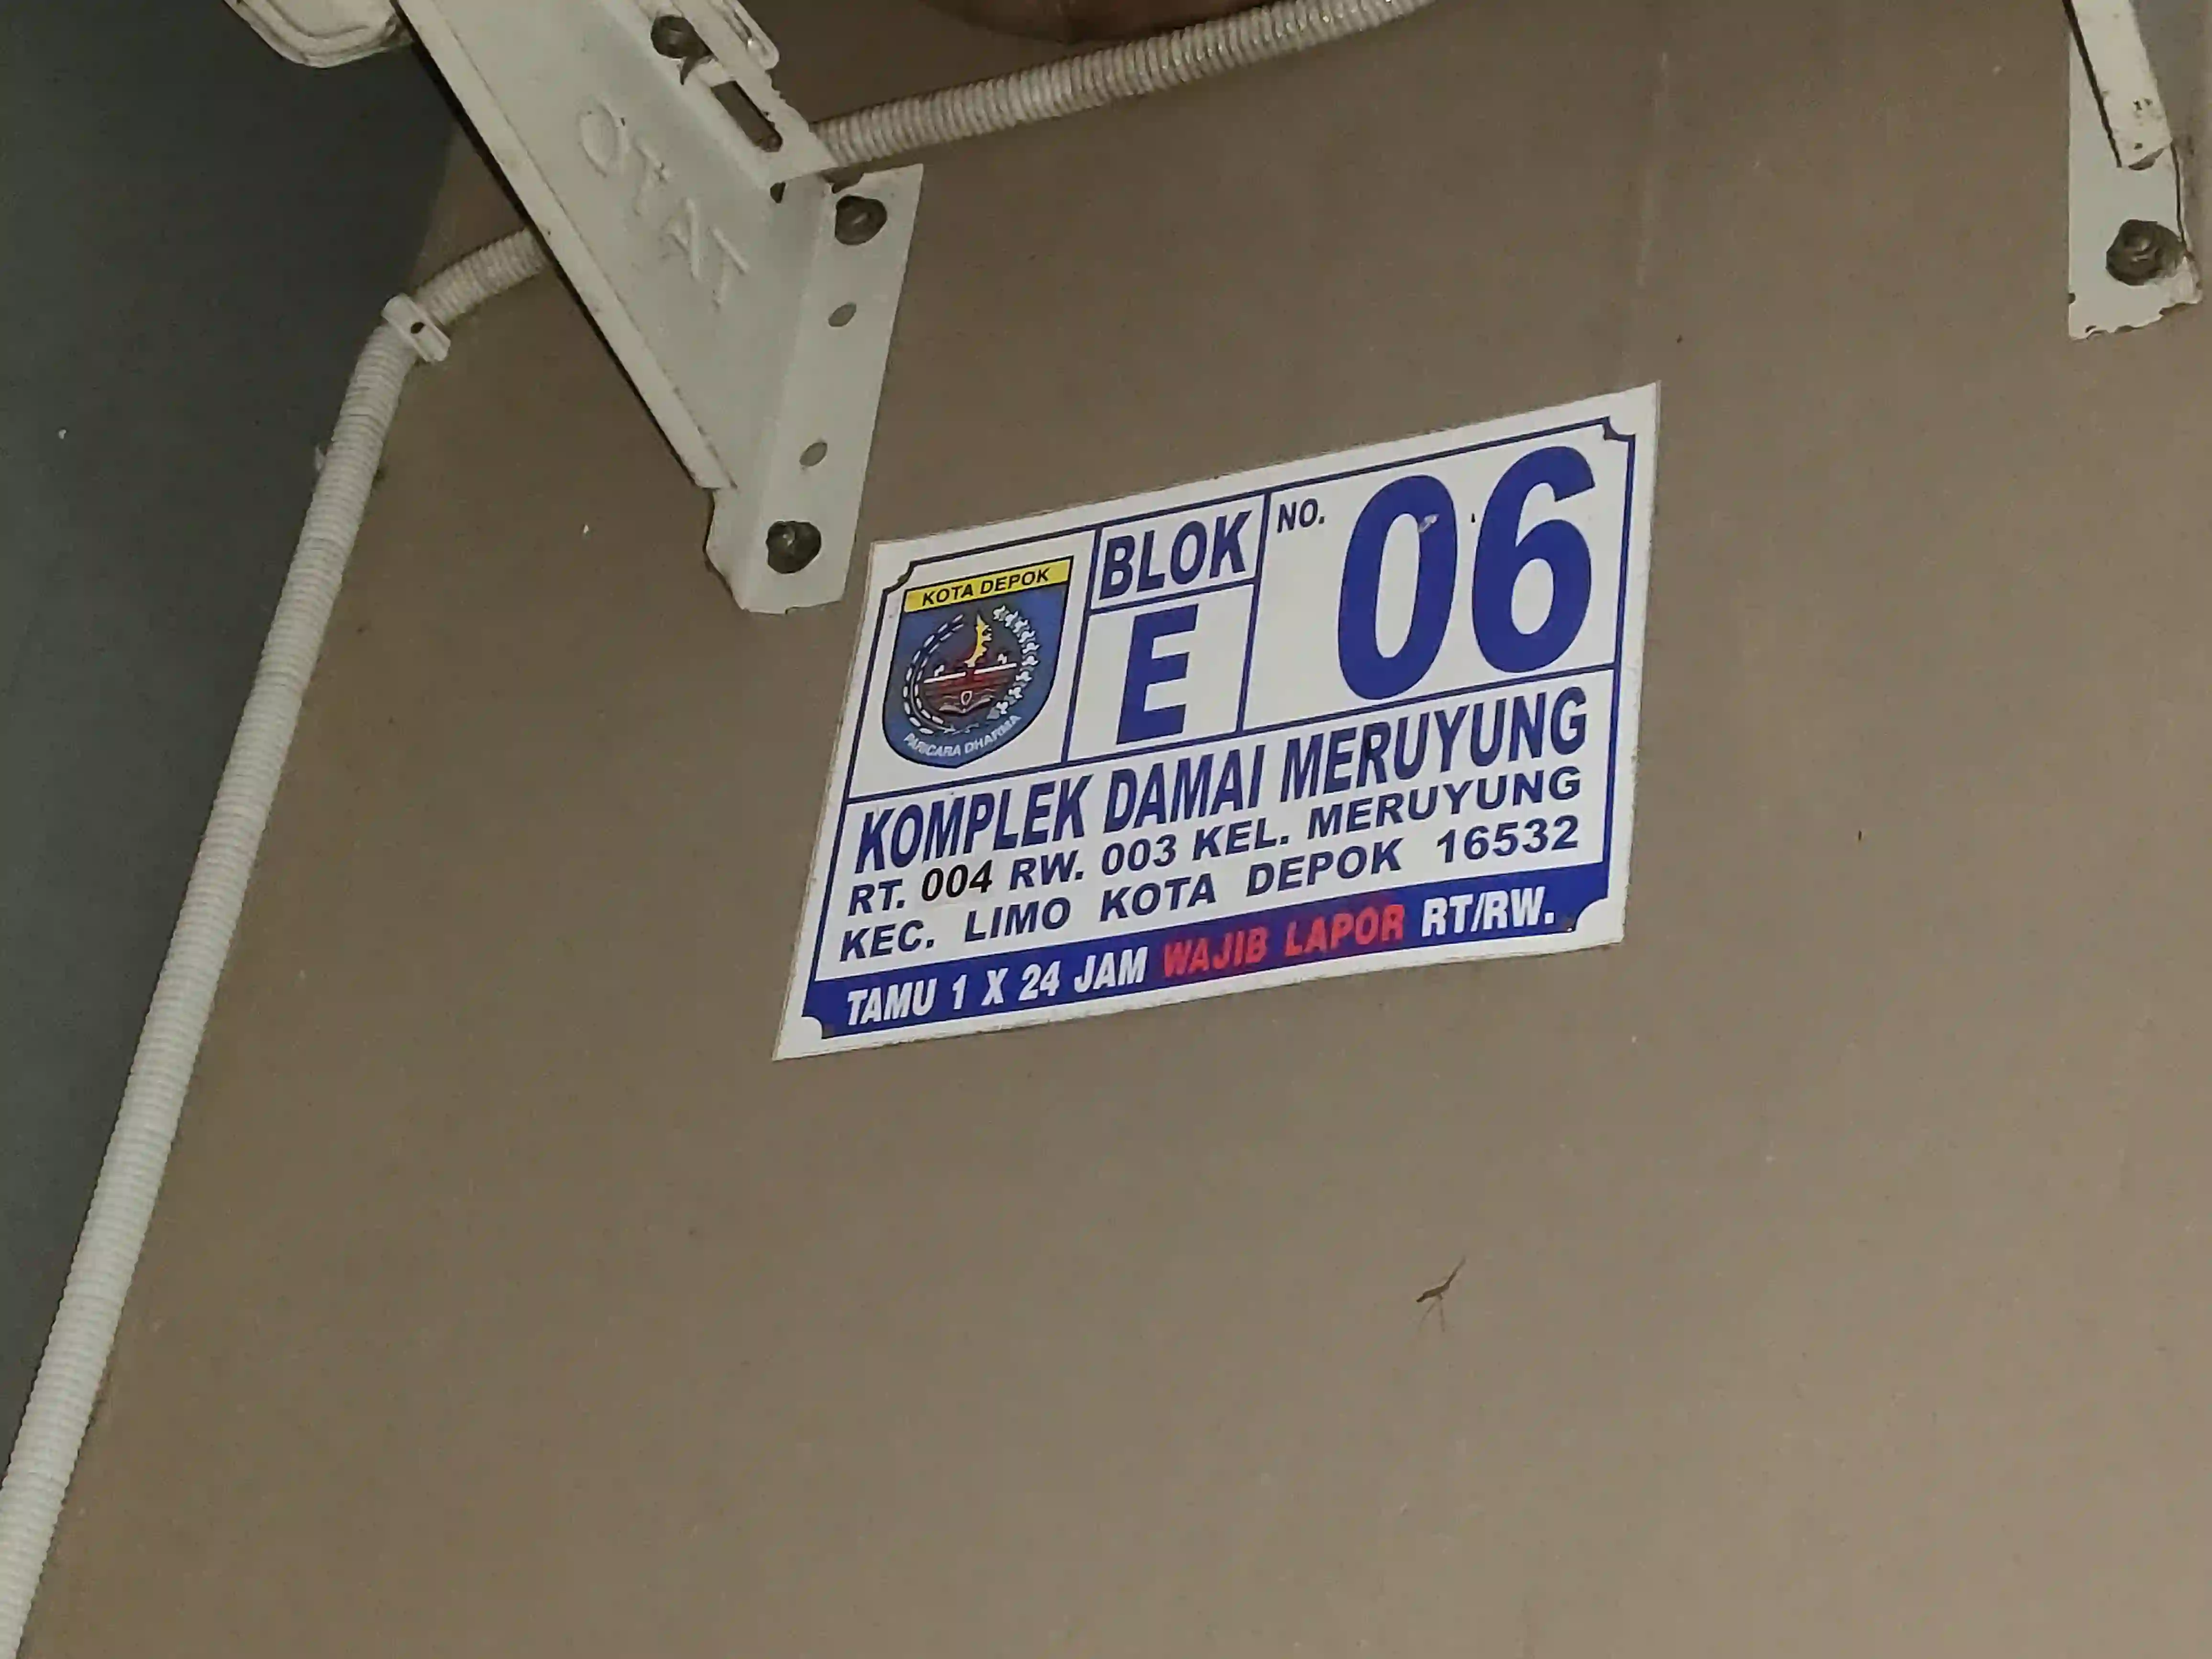 OTAT
KOTA DEPOK
PARICARA DHARMA
BLOK
E
NO. 06
KOMPLEK DAMAI MERUYUNG
RT. 004 RW. 003 KEL. MERUYUNG
KEC. LIMO KOTA DEPOK 16532
TAMU 1 X 24 JAM WAJIB LAPOR RT/RW.